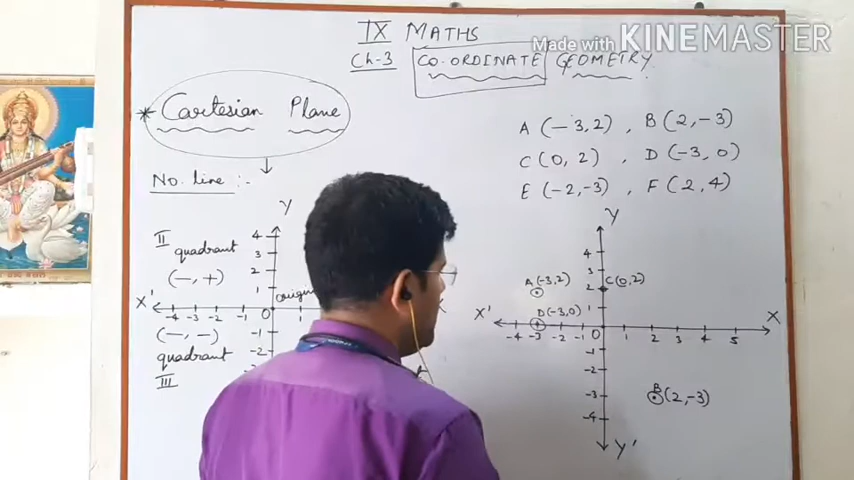 IX MATHS
Ch-3 CO-ORDINATE GEOMETRY
Made with KINEMASTER
* Cartesian Plane
No. line :-
A (-3,2) , B (2,-3)
C (0,2) , D (-3,0)
E (-2,-3) , F (2,4)
Y
4
3
2
1
II quadrant
(-,+)
origin
X' -4 -3 -2 -1 0 1
-1
-2
(-,-)
quadrant
III
Y
4
3
2
1
A(-3,2)
C(0,2)
D(-3,0)
X' -4 -3 -2 -1 0 1 2 3 4 5 X
-1
-2
-3
-4
B (2,-3)
Y'